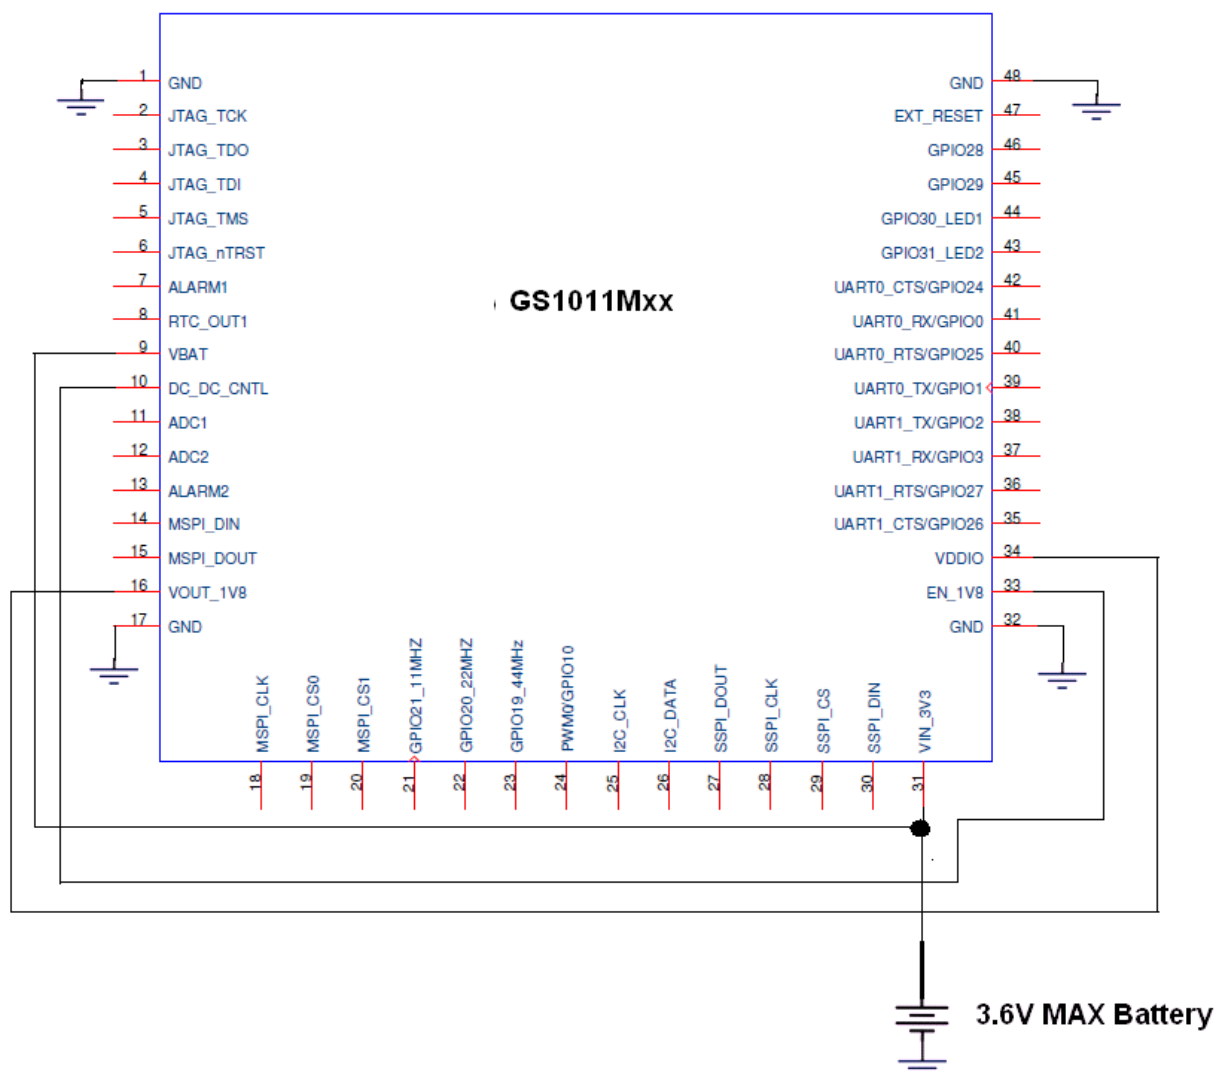 1 GND
2 JTAG_TCK
3 JTAG_TDO
4 JTAG_TDI
5 JTAG_TMS
6 JTAG_nTRST
7 ALARM1
8 RTC_OUT1
9 VBAT
10 DC_DC_CNTL
11 ADC1
12 ADC2
13 ALARM2
14 MSPI_DIN
15 MSPI_DOUT
16 VOUT_1V8
17 GND
GS1011Mxx
GND 48
EXT_RESET 47
GPIO28 46
GPIO29 45
GPIO30_LED1 44
GPIO31_LED2 43
UART0_CTS/GPIO24 42
UART0_RX/GPIO0 41
UART0_RTS/GPIO25 40
UART0_TX/GPIO1 39
UART1_TX/GPIO2 38
UART1_RX/GPIO3 37
UART1_RTS/GPIO27 36
UART1_CTS/GPIO26 35
VDDIO 34
EN_1V8 33
GND 32
MSPI_CLK 18
MSPI_CS0 19
MSPI_CS1 20
GPIO21_11MHZ 21
GPIO20_22MHZ 22
GPIO19_44MHz 23
PWM0/GPIO10 24
I2C_CLK 25
I2C_DATA 26
SSPI_DOUT 27
SSPI_CLK 28
SSPI_CS 29
SSPI_DIN 30
VIN_3V3 31
3.6V MAX Battery